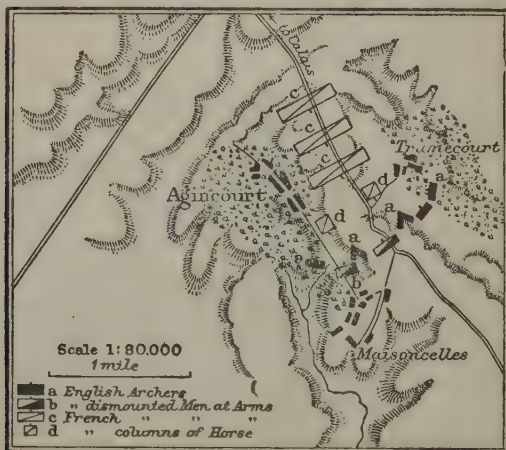 to Calais
c
c
c
Tramecourt
d
a
a
Agincourt
d
a
a
b
Maisoncelles
Scale 1:80.000
1 mile
a English Archers
b " dismounted Men at Arms
c French " " "
d " columns of Horse